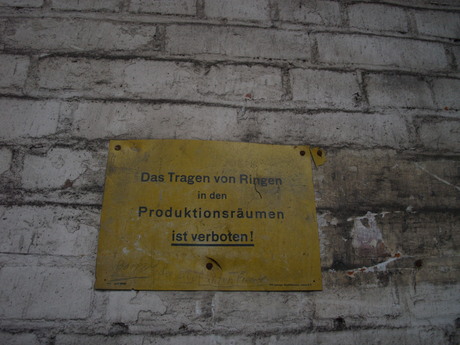 Das Tragen von Ringen
in den
Produktionsräumen
ist verboten!